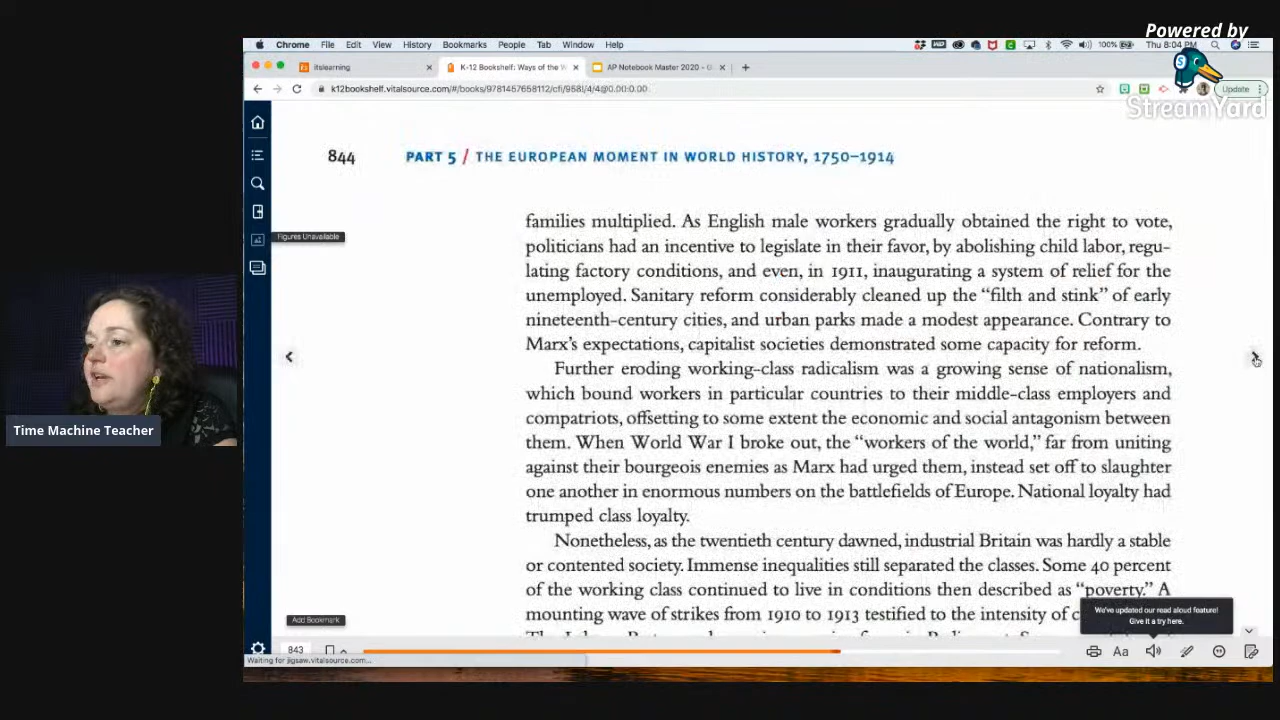 Powered by
StreamYard
Chrome File Edit View History Bookmarks People Tab Window Help
100% Thu 8:04 PM
itslearning
K-12 Bookshelf: Ways of the W
AP Notebook Master 2020 - G
k12bookshelf.vitalsource.com/#/books/9781457658112/cfi/958!/4/4@0.00:0.00
Update
844 PART 5 / THE EUROPEAN MOMENT IN WORLD HISTORY, 1750–1914
Figures Unavailable
families multiplied. As English male workers gradually obtained the right to vote,
politicians had an incentive to legislate in their favor, by abolishing child labor, regu-
lating factory conditions, and even, in 1911, inaugurating a system of relief for the
unemployed. Sanitary reform considerably cleaned up the “filth and stink” of early
nineteenth-century cities, and urban parks made a modest appearance. Contrary to
Marx’s expectations, capitalist societies demonstrated some capacity for reform.
Further eroding working-class radicalism was a growing sense of nationalism,
which bound workers in particular countries to their middle-class employers and
compatriots, offsetting to some extent the economic and social antagonism between
them. When World War I broke out, the “workers of the world,” far from uniting
against their bourgeois enemies as Marx had urged them, instead set off to slaughter
one another in enormous numbers on the battlefields of Europe. National loyalty had
trumped class loyalty.
Nonetheless, as the twentieth century dawned, industrial Britain was hardly a stable
or contented society. Immense inequalities still separated the classes. Some 40 percent
of the working class continued to live in conditions then described as “poverty.” A
mounting wave of strikes from 1910 to 1913 testified to the intensity of
Time Machine Teacher
We've updated our read aloud feature!
Give it a try here.
Add Bookmark
843
Aa
Waiting for jigsaw.vitalsource.com...